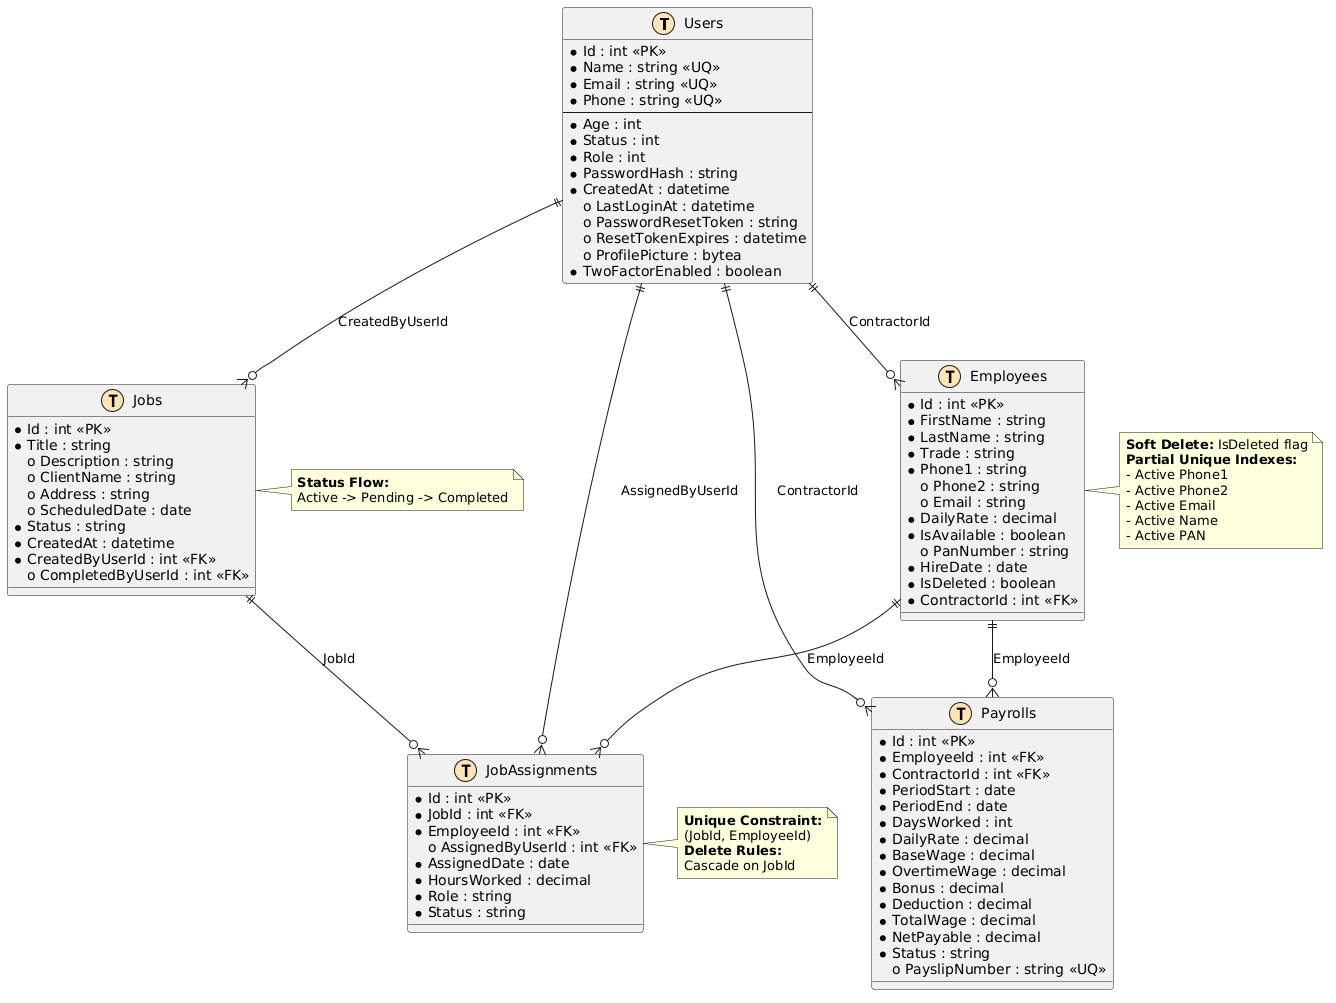 T Users
* Id : int «PK»
* Name : string «UQ»
* Email : string «UQ»
* Phone : string «UQ»
* Age : int
* Status : int
* Role : int
* PasswordHash : string
* CreatedAt : datetime
o LastLoginAt : datetime
o PasswordResetToken : string
o ResetTokenExpires : datetime
o ProfilePicture : bytea
* TwoFactorEnabled : boolean
CreatedByUserId
ContractorId
T Jobs
* Id : int «PK»
* Title : string
o Description : string
o ClientName : string
o Address : string
o ScheduledDate : date
* Status : string
* CreatedAt : datetime
* CreatedByUserId : int «FK»
o CompletedByUserId : int «FK»
Status Flow:
Active -> Pending -> Completed
AssignedByUserId
ContractorId
T Employees
* Id : int «PK»
* FirstName : string
* LastName : string
* Trade : string
* Phone1 : string
o Phone2 : string
o Email : string
* DailyRate : decimal
* IsAvailable : boolean
o PanNumber : string
* HireDate : date
* IsDeleted : boolean
* ContractorId : int «FK»
Soft Delete: IsDeleted flag
Partial Unique Indexes:
- Active Phone1
- Active Phone2
- Active Email
- Active Name
- Active PAN
JobId
EmployeeId
EmployeeId
T JobAssignments
* Id : int «PK»
* JobId : int «FK»
* EmployeeId : int «FK»
o AssignedByUserId : int «FK»
* AssignedDate : date
* HoursWorked : decimal
* Role : string
* Status : string
Unique Constraint:
(JobId, EmployeeId)
Delete Rules:
Cascade on JobId
T Payrolls
* Id : int «PK»
* EmployeeId : int «FK»
* ContractorId : int «FK»
* PeriodStart : date
* PeriodEnd : date
* DaysWorked : int
* DailyRate : decimal
* BaseWage : decimal
* OvertimeWage : decimal
* Bonus : decimal
* Deduction : decimal
* TotalWage : decimal
* NetPayable : decimal
* Status : string
o PayslipNumber : string «UQ»